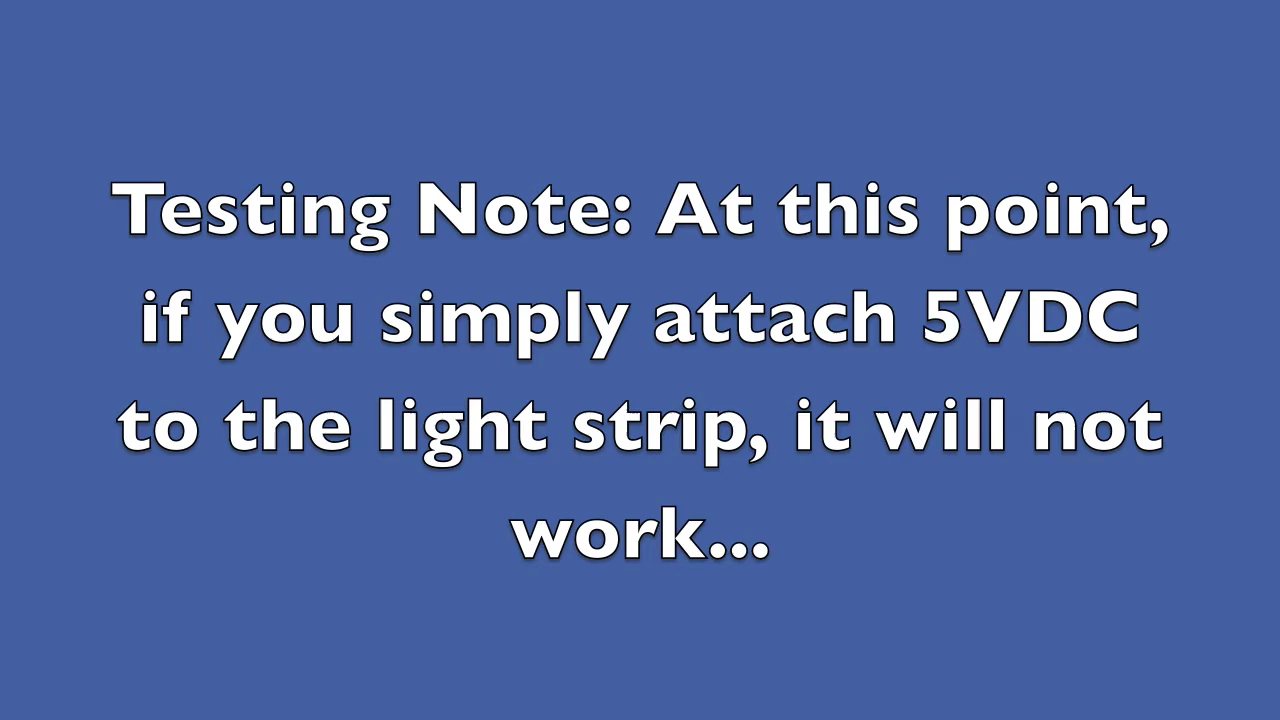 Testing Note: At this point,
if you simply attach 5VDC
to the light strip, it will not
work...